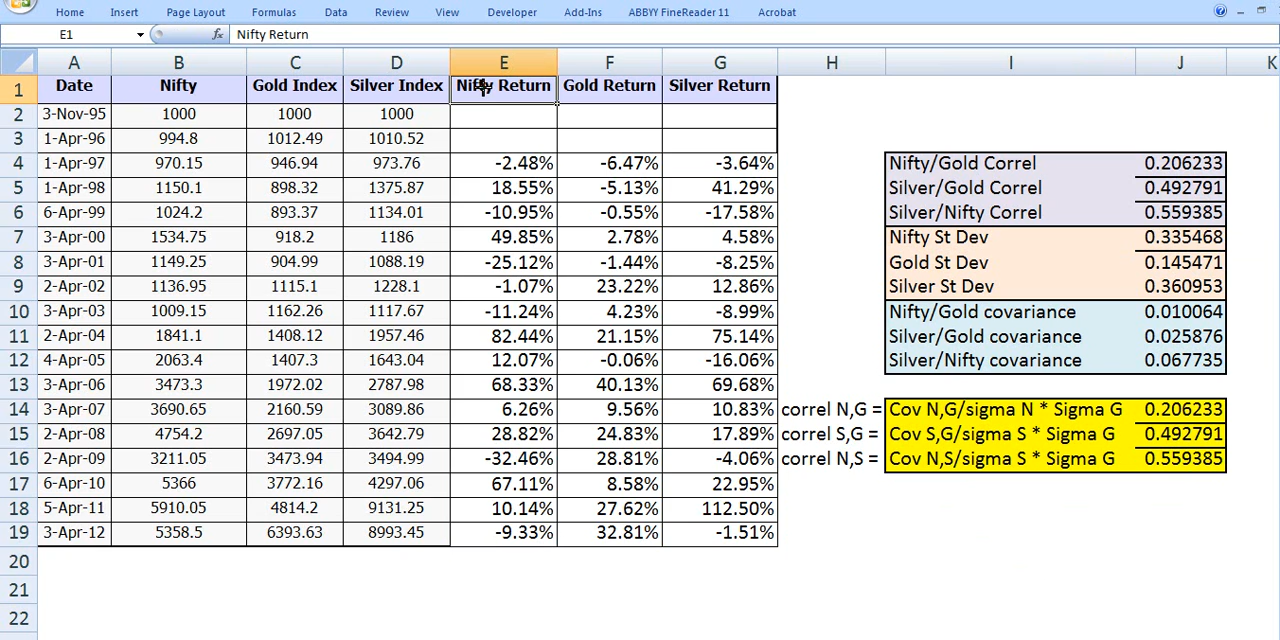 Home Insert Page Layout Formulas Data Review View Developer Add-Ins ABBYY FineReader 11 Acrobat
E1 fx Nifty Return
A B C D E F G H I J K
1 Date Nifty Gold Index Silver Index Nifty Return Gold Return Silver Return
2 3-Nov-95 1000 1000 1000
3 1-Apr-96 994.8 1012.49 1010.52
4 1-Apr-97 970.15 946.94 973.76 -2.48% -6.47% -3.64% Nifty/Gold Correl 0.206233
5 1-Apr-98 1150.1 898.32 1375.87 18.55% -5.13% 41.29% Silver/Gold Correl 0.492791
6 6-Apr-99 1024.2 893.37 1134.01 -10.95% -0.55% -17.58% Silver/Nifty Correl 0.559385
7 3-Apr-00 1534.75 918.2 1186 49.85% 2.78% 4.58% Nifty St Dev 0.335468
8 3-Apr-01 1149.25 904.99 1088.19 -25.12% -1.44% -8.25% Gold St Dev 0.145471
9 2-Apr-02 1136.95 1115.1 1228.1 -1.07% 23.22% 12.86% Silver St Dev 0.360953
10 3-Apr-03 1009.15 1162.26 1117.67 -11.24% 4.23% -8.99% Nifty/Gold covariance 0.010064
11 2-Apr-04 1841.1 1408.12 1957.46 82.44% 21.15% 75.14% Silver/Gold covariance 0.025876
12 4-Apr-05 2063.4 1407.3 1643.04 12.07% -0.06% -16.06% Silver/Nifty covariance 0.067735
13 3-Apr-06 3473.3 1972.02 2787.98 68.33% 40.13% 69.68%
14 3-Apr-07 3690.65 2160.59 3089.86 6.26% 9.56% 10.83% correl N,G = Cov N,G/sigma N * Sigma G 0.206233
15 2-Apr-08 4754.2 2697.05 3642.79 28.82% 24.83% 17.89% correl S,G = Cov S,G/sigma S * Sigma G 0.492791
16 2-Apr-09 3211.05 3473.94 3494.99 -32.46% 28.81% -4.06% correl N,S = Cov N,S/sigma S * Sigma G 0.559385
17 6-Apr-10 5366 3772.16 4297.06 67.11% 8.58% 22.95%
18 5-Apr-11 5910.05 4814.2 9131.25 10.14% 27.62% 112.50%
19 3-Apr-12 5358.5 6393.63 8993.45 -9.33% 32.81% -1.51%
20
21
22